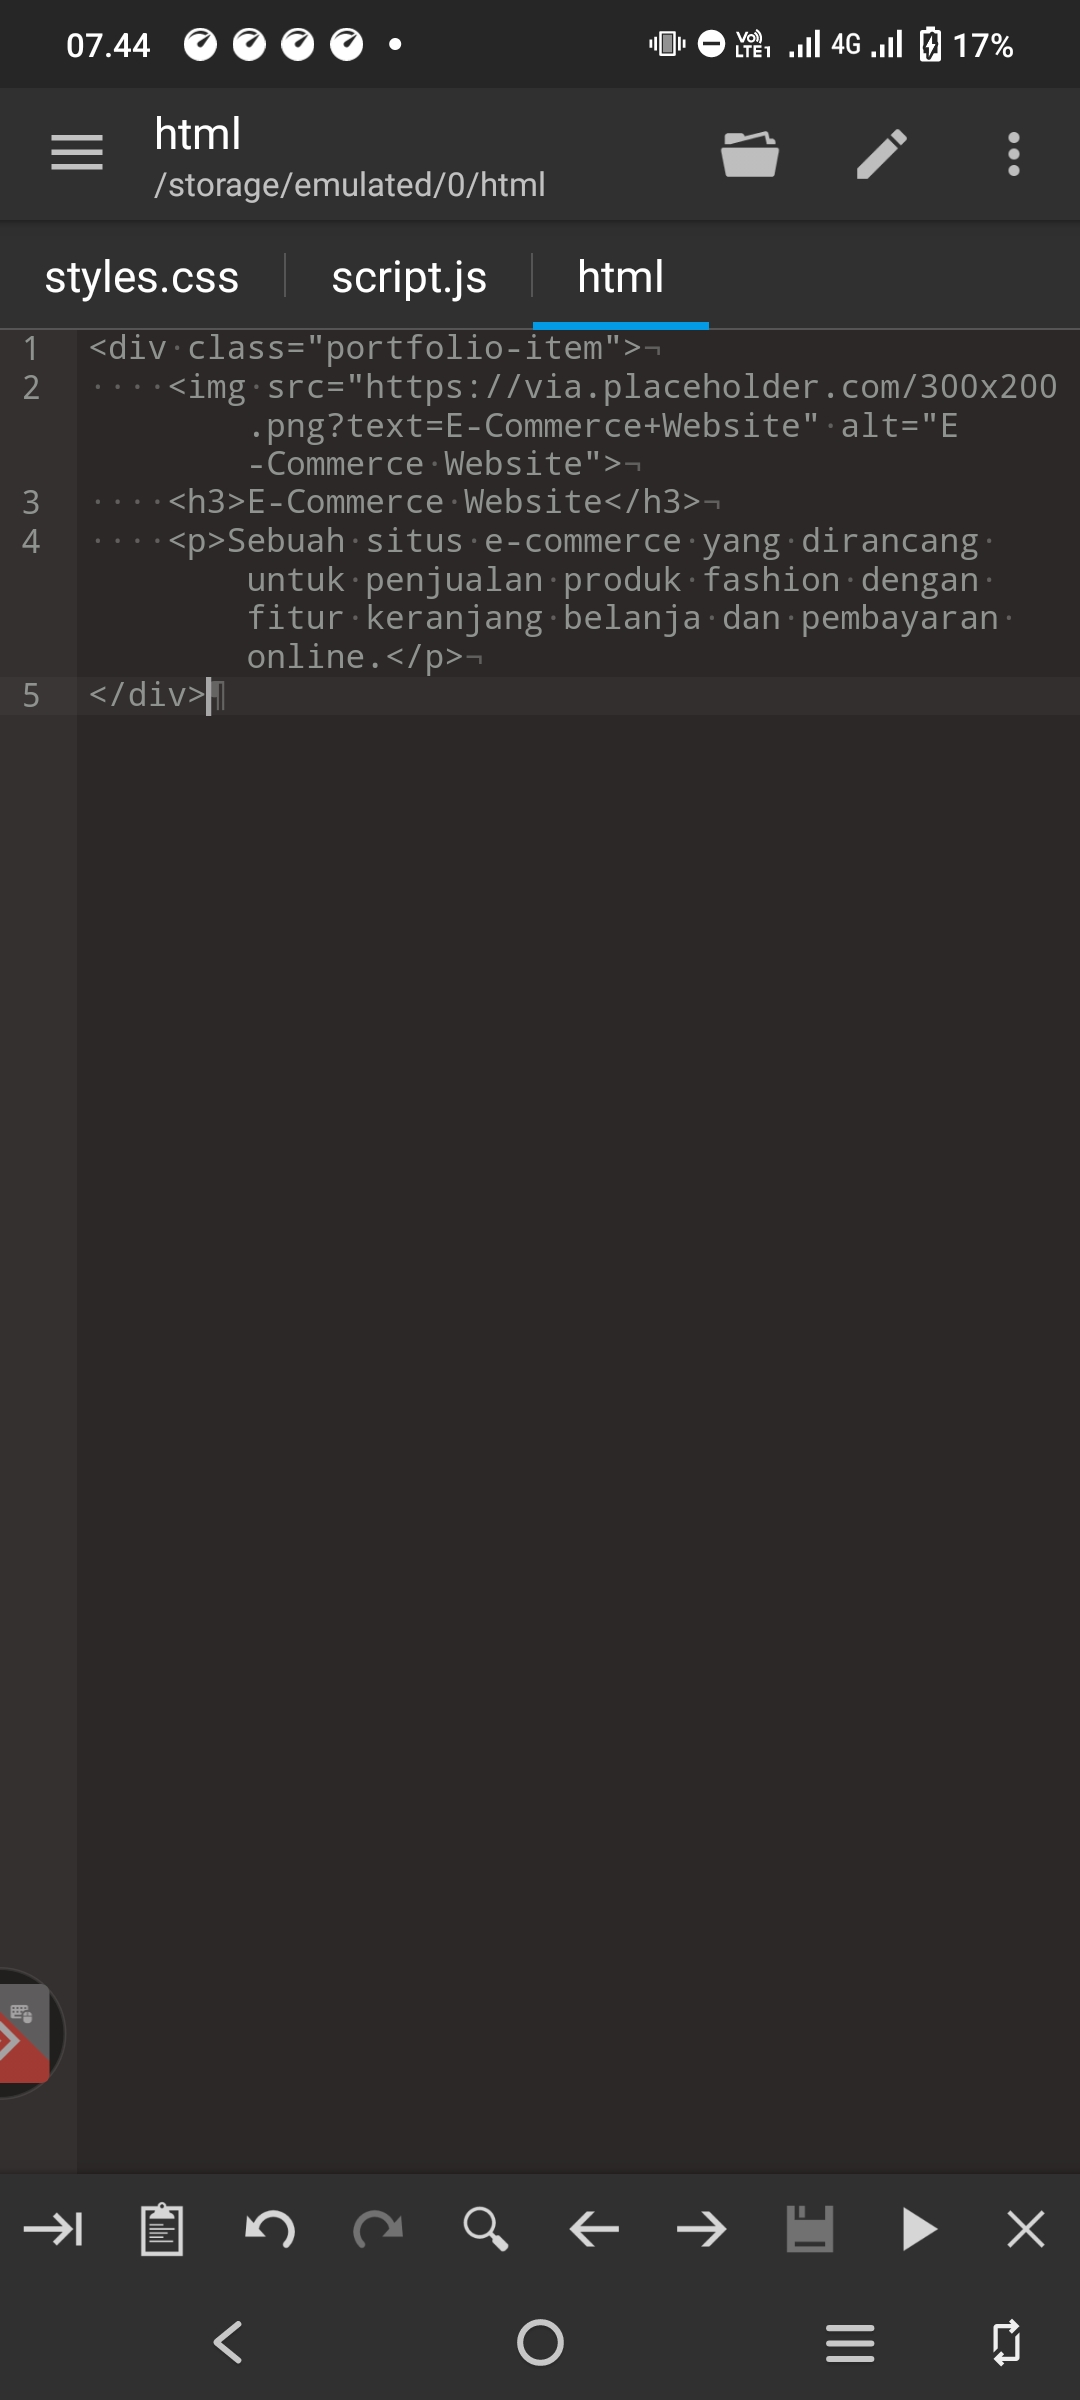 07.44 Vo) LTE1 4G 17%
html
/storage/emulated/0/html
styles.css script.js html
1 <div·class="portfolio-item">¬
2 ····<img·src="https://via.placeholder.com/300x200
.png?text=E-Commerce+Website"·alt="E
-Commerce·Website">¬
3 ····<h3>E-Commerce·Website</h3>¬
4 ····<p>Sebuah·situs·e-commerce·yang·dirancang·
untuk·penjualan·produk·fashion·dengan·
fitur·keranjang·belanja·dan·pembayaran·
online.</p>¬
5 </div>¶